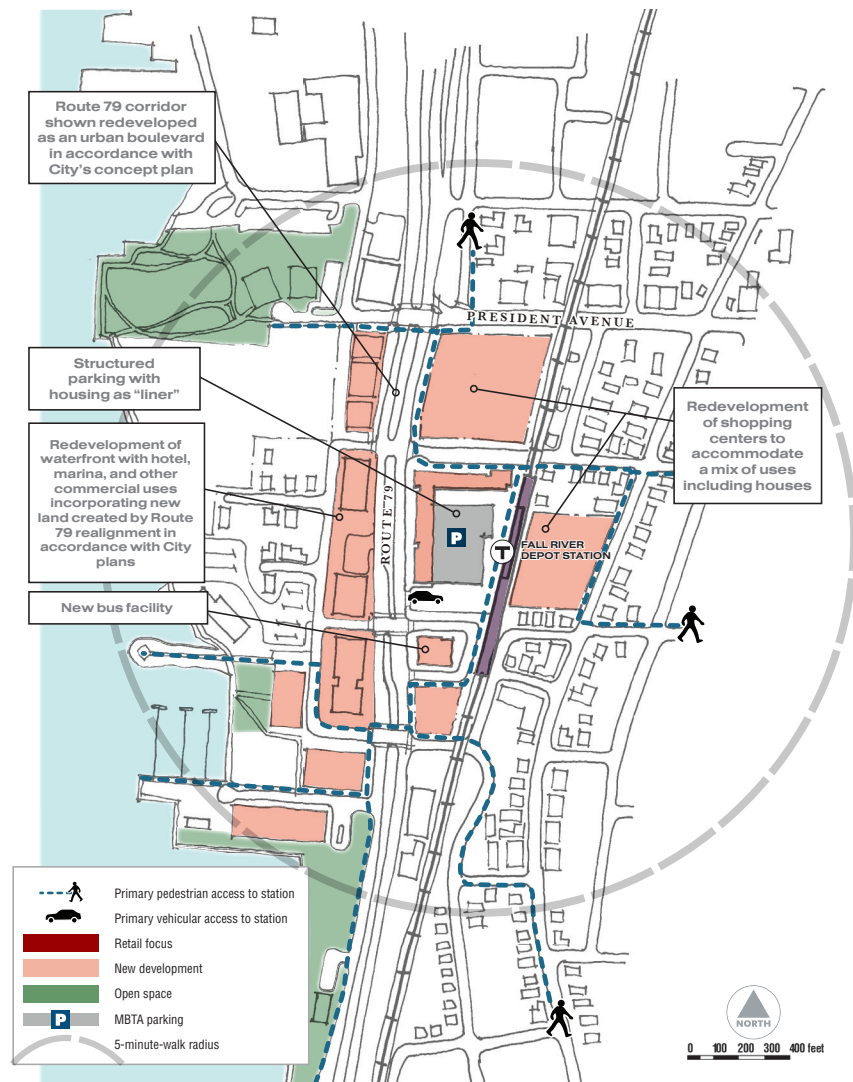 Route 79 corridor
shown redeveloped
as an urban boulevard
in accordance with
City's concept plan
PRESIDENT AVENUE
Structured
parking with
housing as “liner”
Redevelopment
of shopping
centers to
accommodate
a mix of uses
including houses
Redevelopment of
waterfront with hotel,
marina, and other
commercial uses
incorporating new
land created by Route
79 realignment in
accordance with City
plans
ROUTE 79
P
T
FALL RIVER
DEPOT STATION
New bus facility
Primary pedestrian access to station
Primary vehicular access to station
Retail focus
New development
Open space
P
MBTA parking
5-minute-walk radius
NORTH
0 100 200 300 400 feet